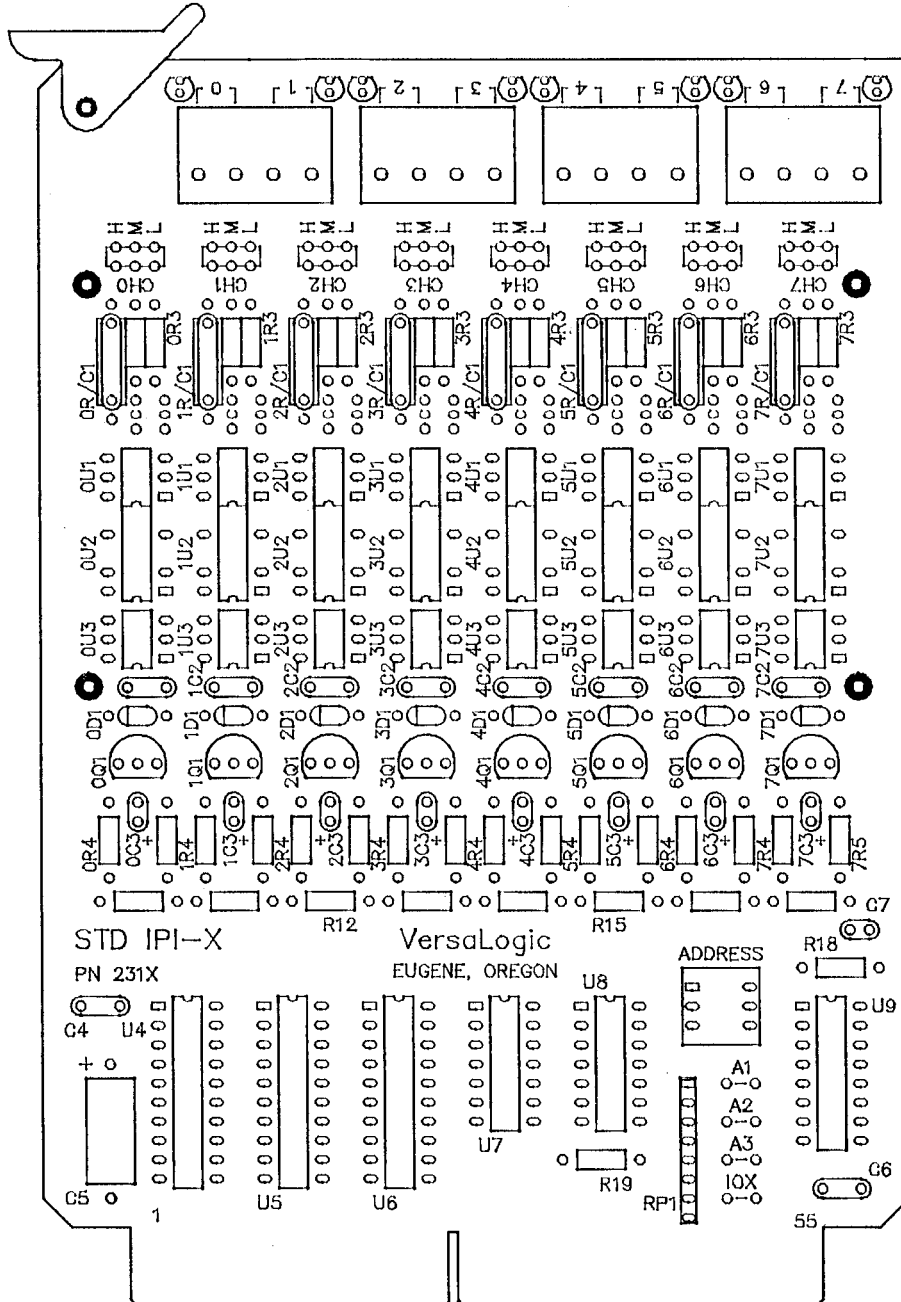 0 1 2 3 4 5 6 7
H M L H M L H M L H M L H M L H M L H M L H M L
CH0 CH1 CH2 CH3 CH4 CH5 CH6 CH7
0R/C1 0R3 1R/C1 1R3 2R/C1 2R3 3R/C1 3R3 4R/C1 4R3 5R/C1 5R3 6R/C1 6R3 7R/C1 7R3
0U1 1U1 2U1 3U1 4U1 5U1 6U1 7U1
0U2 1U2 2U2 3U2 4U2 5U2 6U2 7U2
0U3 1U3 2U3 3U3 4U3 5U3 6U3 7U3
1C2 2C2 3C2 4C2 5C2 6C2 7C2
0D1 1D1 2D1 3D1 4D1 5D1 6D1 7D1
0Q1 1Q1 2Q1 3Q1 4Q1 5Q1 6Q1 7Q1
0R4 0C3 + 1R4 1C3 + 2R4 2C3 + 3R4 3C3 + 4R4 4C3 + 5R4 5C3 + 6R4 6C3 + 7R4 7C3 + 7R5
R12 R15 C7
STD IPI-X VersaLogic R18
PN 231X EUGENE, OREGON ADDRESS
C4 U4 U8 U9
+ A1
A2
U7 A3
C5 U5 U6 R19 RP1 IOX C6
1 55